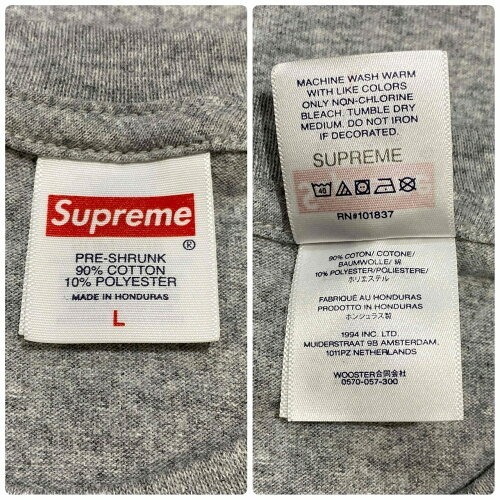 Supreme
®
PRE-SHRUNK
90% COTTON
10% POLYESTER
MADE IN HONDURAS
L
MACHINE WASH WARM
WITH LIKE COLORS
ONLY NON-CHLORINE
BLEACH. TUMBLE DRY
MEDIUM. DO NOT IRON
IF DECORATED.
SUPREME
RN#101837
90% COTTON/ COTONE/
BAUMWOLLE/ 綿
10% POLYESTER/POLIESTERE/
ポリエステル
FABRIQUÉ AU HONDURAS
PRODOTTO IN HONDURAS
ホンジュラス製
1994 INC. LTD.
MUIDERSTRAAT 9B AMSTERDAM,
1011PZ NETHERLANDS
WOOSTER合同会社
0570-057-300